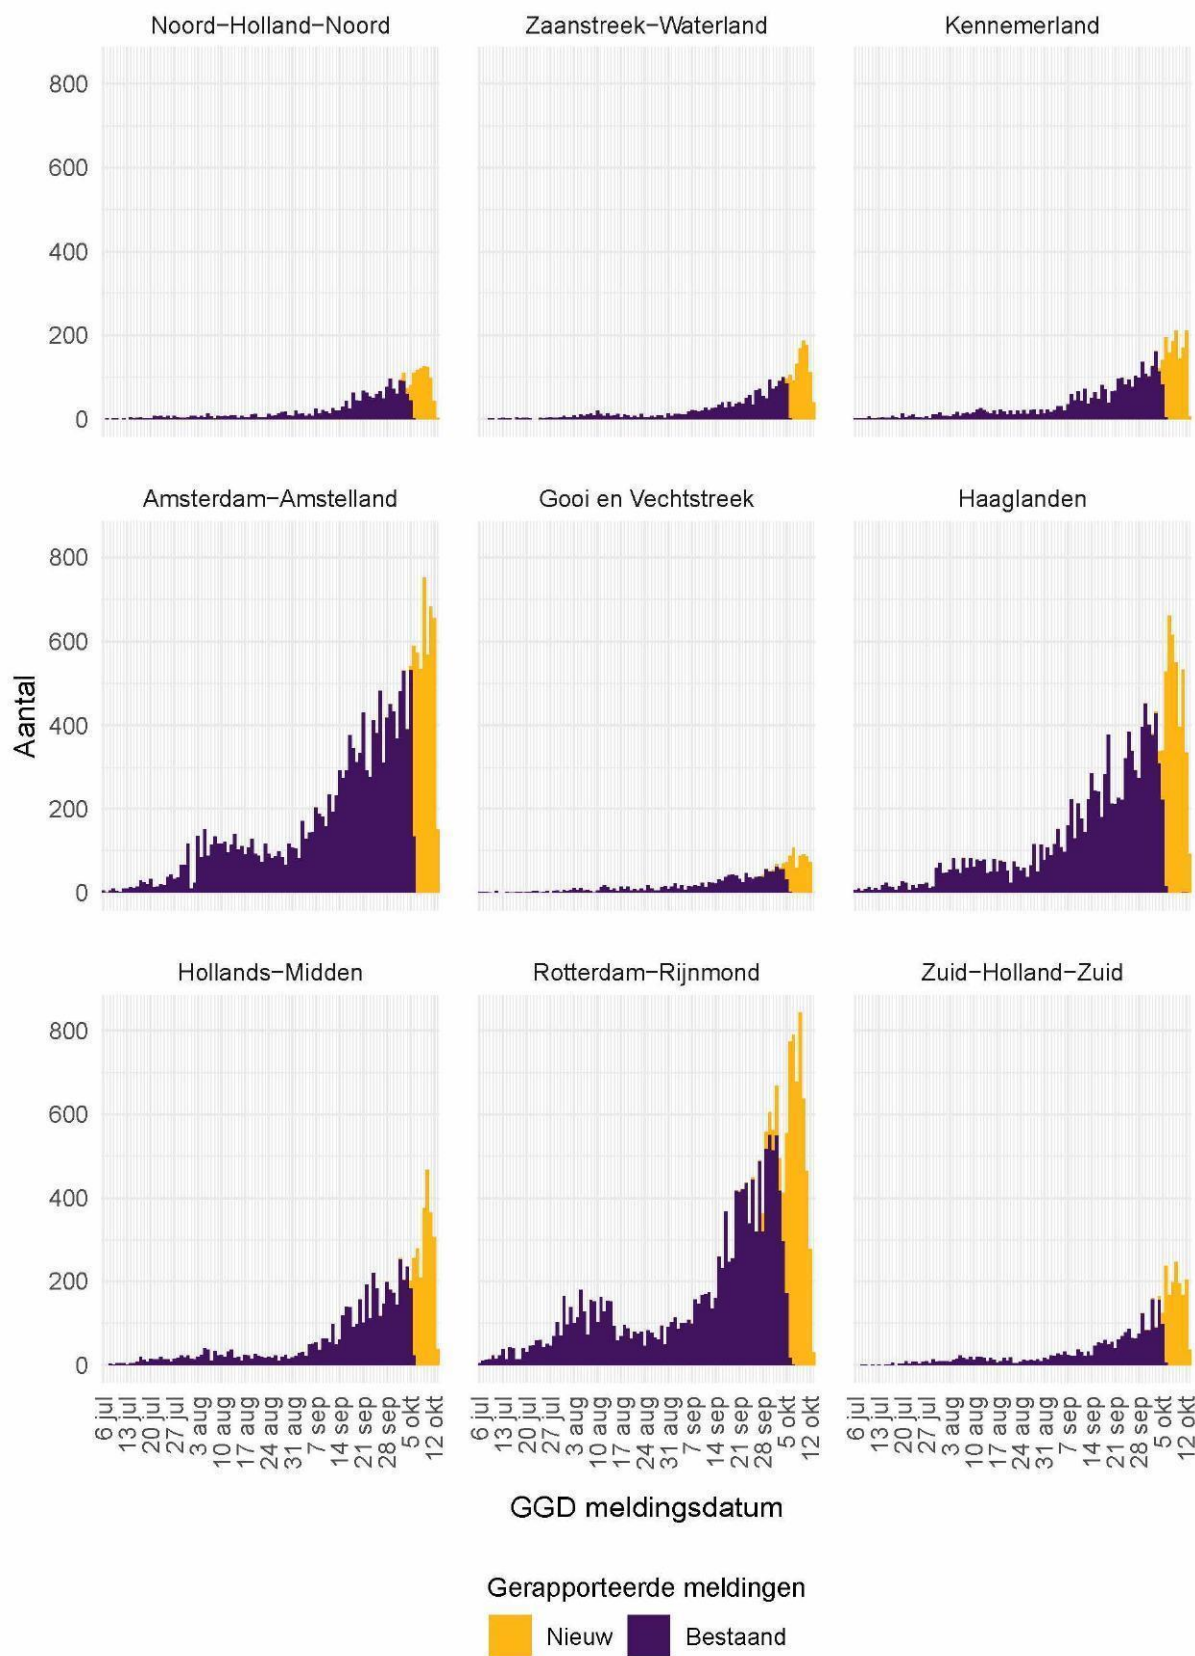 Noord-Holland-Noord Zaanstreek-Waterland Kennemerland
800
600
400
200
0
Amsterdam-Amstelland Gooi en Vechtstreek Haaglanden
800
600
400
200
0
Aantal
Hollands-Midden Rotterdam-Rijnmond Zuid-Holland-Zuid
800
600
400
200
0
6 jul 13 jul 20 jul 27 jul 3 aug 10 aug 17 aug 24 aug 31 aug 7 sep 14 sep 21 sep 28 sep 5 okt 12 okt
6 jul 13 jul 20 jul 27 jul 3 aug 10 aug 17 aug 24 aug 31 aug 7 sep 14 sep 21 sep 28 sep 5 okt 12 okt
6 jul 13 jul 20 jul 27 jul 3 aug 10 aug 17 aug 24 aug 31 aug 7 sep 14 sep 21 sep 28 sep 5 okt 12 okt
GGD meldingsdatum
Gerapporteerde meldingen
Nieuw Bestaand